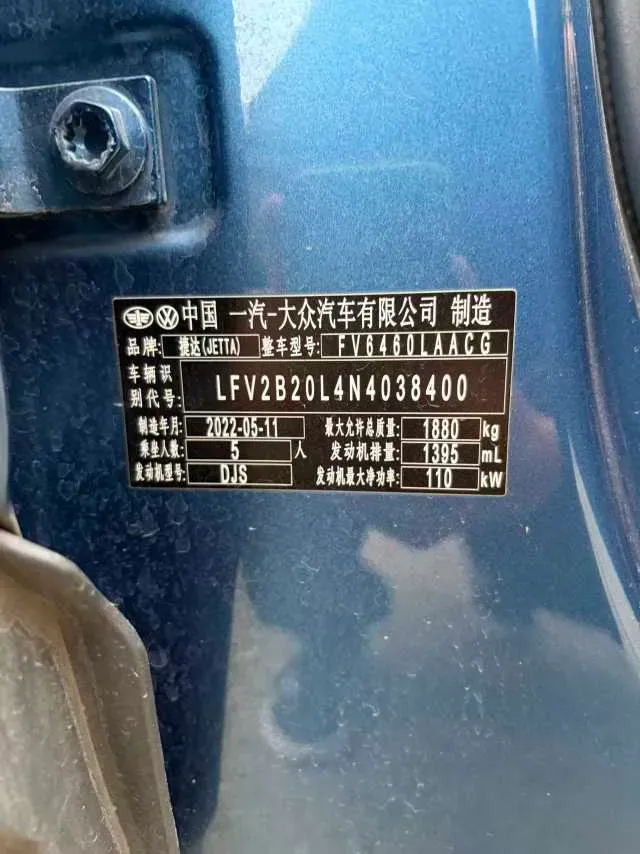 中国 一汽-大众汽车有限公司 制造
品牌: 捷达(JETTA) 整车型号: FV6460LAACG
车辆识别代号: LFV2B20L4N4038400
制造年月: 2022-05-11 最大允许总质量: 1880 kg
乘坐人数: 5 人 发动机排量: 1395 mL
发动机型号: DJS 发动机最大净功率: 110 kW